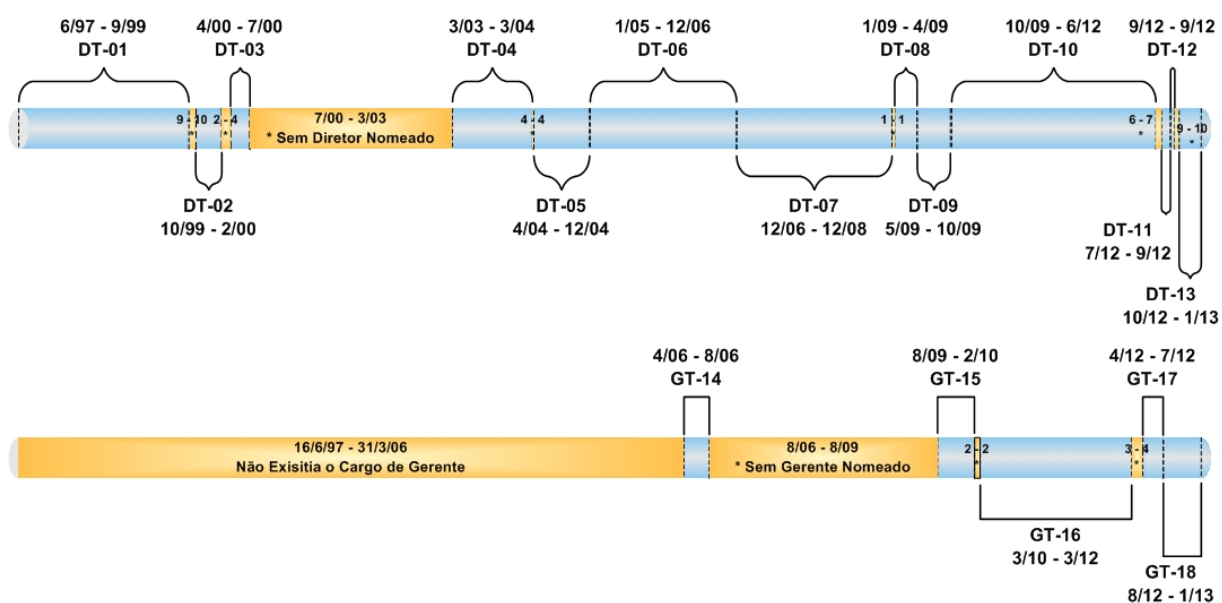 6/97 - 9/99
DT-01
4/00 - 7/00
DT-03
3/03 - 3/04
DT-04
1/05 - 12/06
DT-06
1/09 - 4/09
DT-08
10/09 - 6/12
DT-10
9/12 - 9/12
DT-12
9 - 10
*
2 - 4
*
7/00 - 3/03
* Sem Diretor Nomeado
4 - 4
*
1 - 1
*
6 - 7
*
9 - 10
*
DT-02
10/99 - 2/00
DT-05
4/04 - 12/04
DT-07
12/06 - 12/08
DT-09
5/09 - 10/09
DT-11
7/12 - 9/12
DT-13
10/12 - 1/13
4/06 - 8/06
GT-14
8/09 - 2/10
GT-15
4/12 - 7/12
GT-17
16/6/97 - 31/3/06
Não Exisitia o Cargo de Gerente
8/06 - 8/09
* Sem Gerente Nomeado
2 - 2
*
3 - 4
*
GT-16
3/10 - 3/12
GT-18
8/12 - 1/13